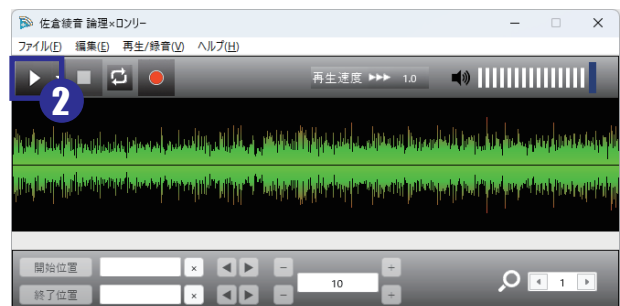 佐倉綾音 論理×ロンリー
ファイル(F) 編集(E) 再生/録音(V) ヘルプ(H)
2
再生速度 ►►► 1.0
開始位置 × ◀ ▶ − 10 +
終了位置 × ◀ ▶ − + ◀ 1 ▶